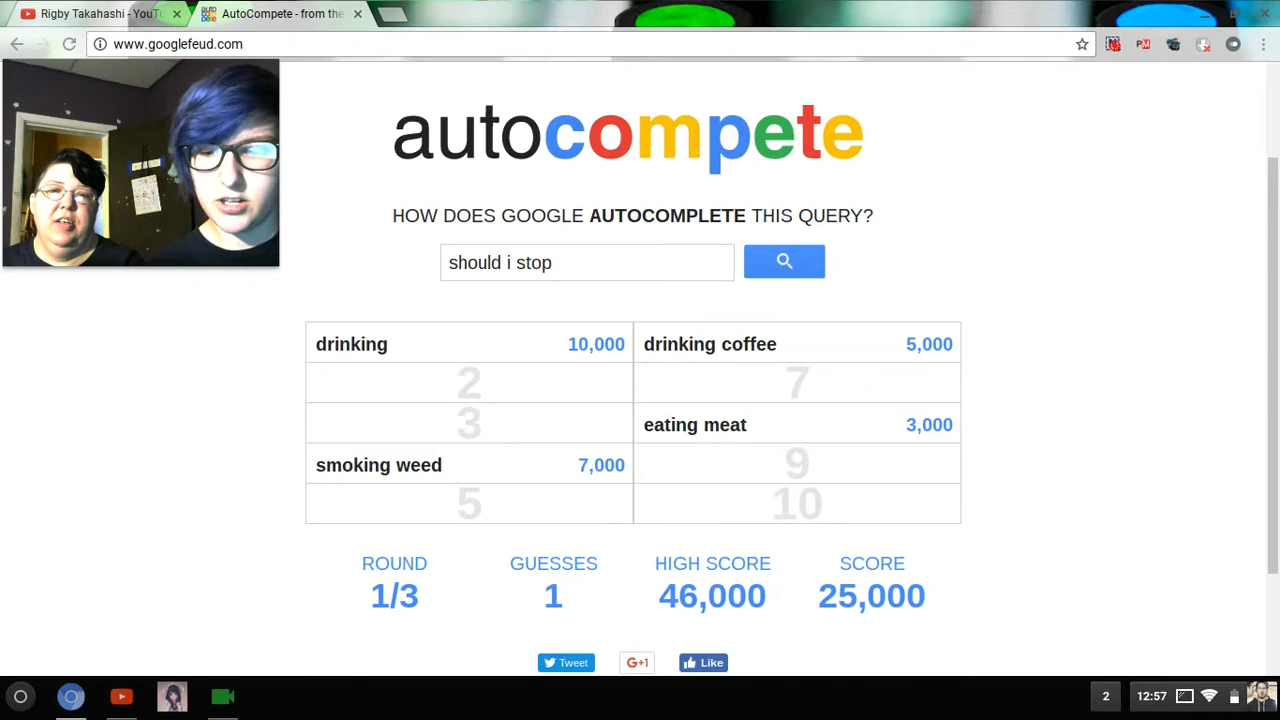 Rigby Takahashi - YouTu
AutoCompete - from the
www.googlefeud.com
autocompete
HOW DOES GOOGLE AUTOCOMPLETE THIS QUERY?
should i stop
drinking 10,000 drinking coffee 5,000
2 7
3 eating meat 3,000
smoking weed 7,000 9
5 10
ROUND GUESSES HIGH SCORE SCORE
1/3 1 46,000 25,000
Tweet G+1 Like
2 12:57